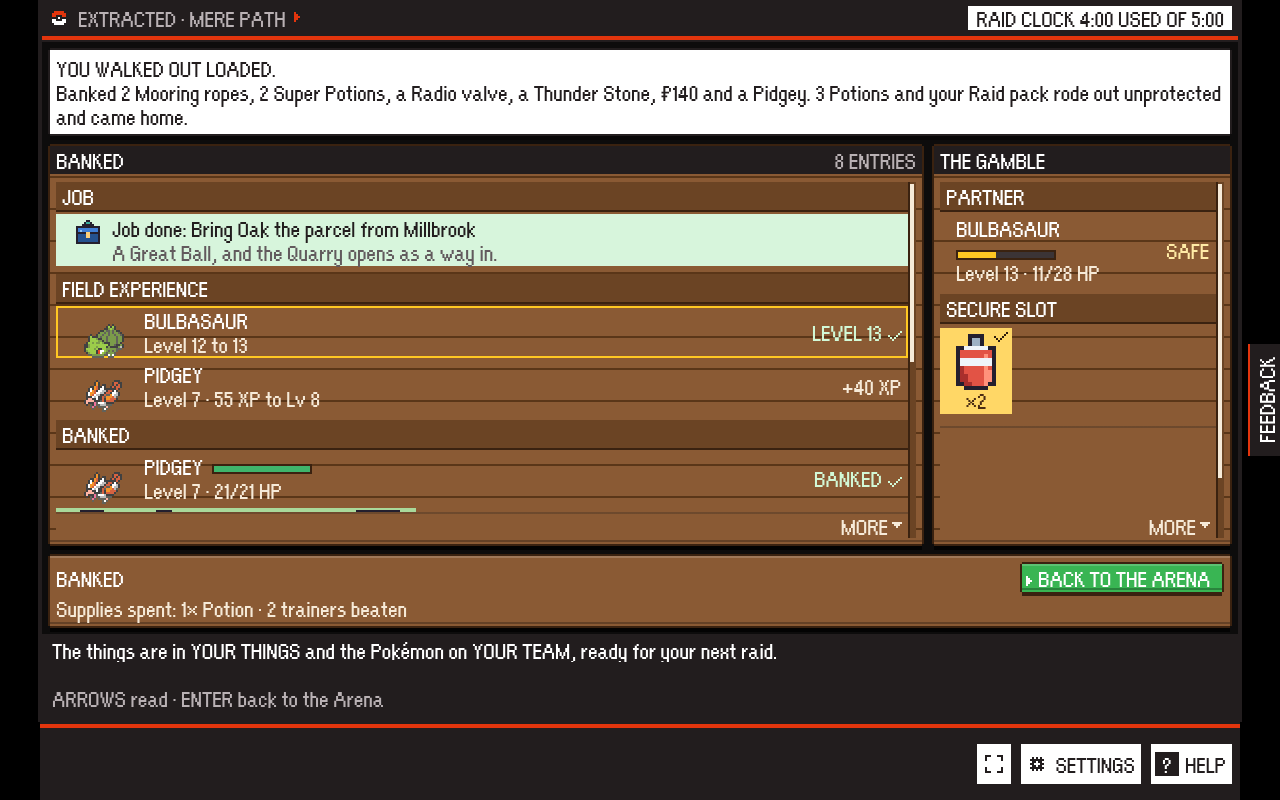 EXTRACTED · MERE PATH
RAID CLOCK 4:00 USED OF 5:00
YOU WALKED OUT LOADED.
Banked 2 Mooring ropes, 2 Super Potions, a Radio valve, a Thunder Stone, ₽140 and a Pidgey. 3 Potions and your Raid pack rode out unprotected
and came home.
BANKED
8 ENTRIES
JOB
Job done: Bring Oak the parcel from Millbrook
A Great Ball, and the Quarry opens as a way in.
FIELD EXPERIENCE
BULBASAUR
Level 12 to 13
LEVEL 13 ✓
PIDGEY
Level 7 · 55 XP to Lv 8
+40 XP
BANKED
PIDGEY
Level 7 · 21/21 HP
BANKED ✓
MORE
THE GAMBLE
PARTNER
BULBASAUR
SAFE
Level 13 · 11/28 HP
SECURE SLOT
×2
MORE
BANKED
BACK TO THE ARENA
Supplies spent: 1× Potion · 2 trainers beaten
The things are in YOUR THINGS and the Pokémon on YOUR TEAM, ready for your next raid.
ARROWS read · ENTER back to the Arena
SETTINGS
? HELP
FEEDBACK